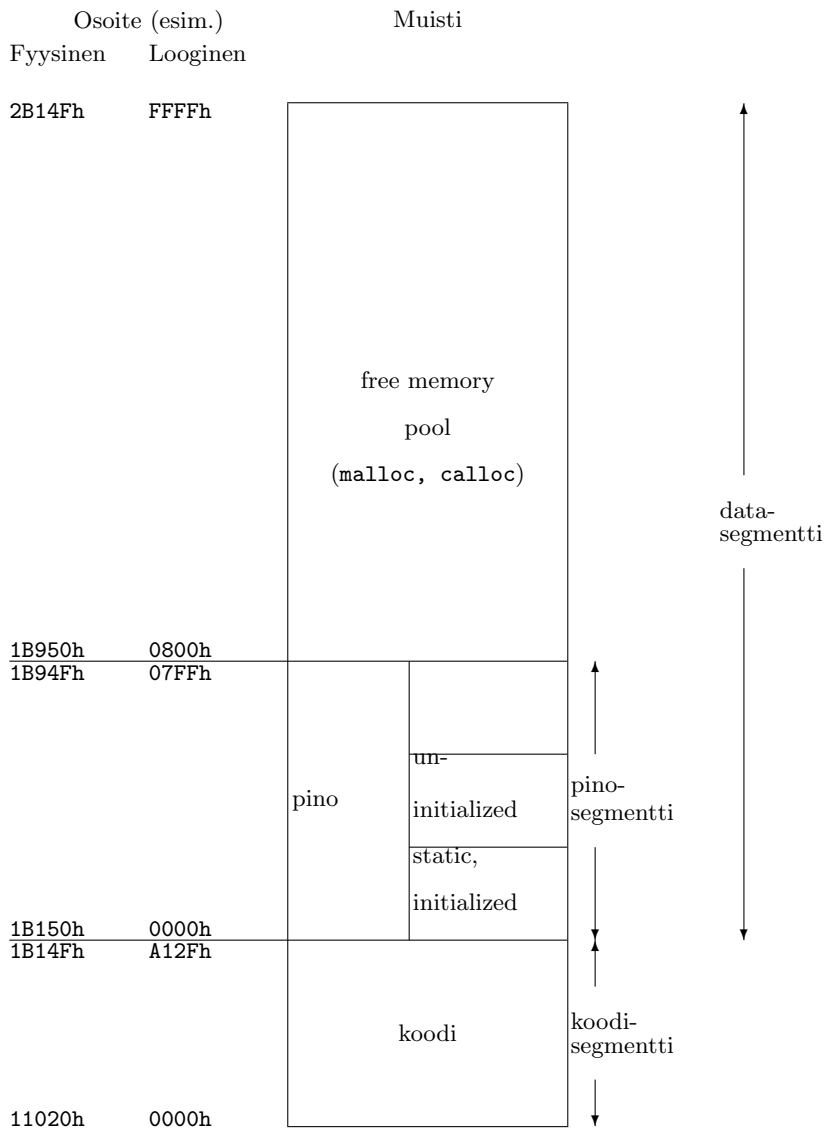 Osoite (esim.) Muisti
Fyysinen Looginen
2B14Fh FFFFh
free memory
pool
(malloc, calloc)
data-
segmentti
1B950h 0800h
1B94Fh 07FFh
un-
pino
initialized
pino-
segmentti
static,
initialized
1B150h 0000h
1B14Fh A12Fh
koodi
koodi-
segmentti
11020h 0000h